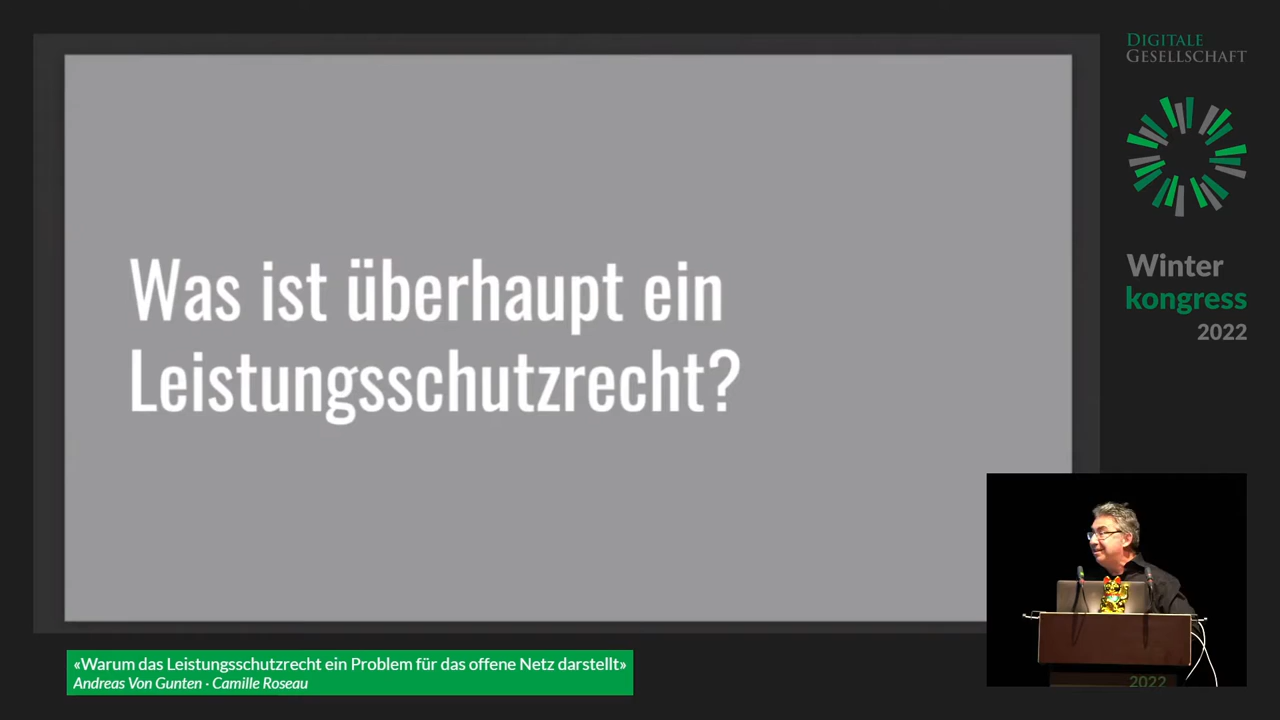 Was ist überhaupt ein
Leistungsschutzrecht?
DIGITALE
GESELLSCHAFT
Winter
kongress
2022
2022
«Warum das Leistungsschutzrecht ein Problem für das offene Netz darstellt»
Andreas Von Gunten · Camille Roseau